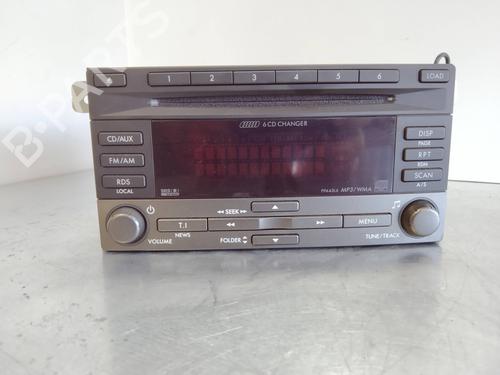 1 2 3 4 5 6 LOAD
6 CD CHANGER
CD/AUX
DISP
PAGE
FM/AM
RPT
RDM
RDS
LOCAL
MP3/WMA
SCAN
A/S
SEEK
T.I
MENU
NEWS
VOLUME
FOLDER
TUNE/TRACK
B-PARTS